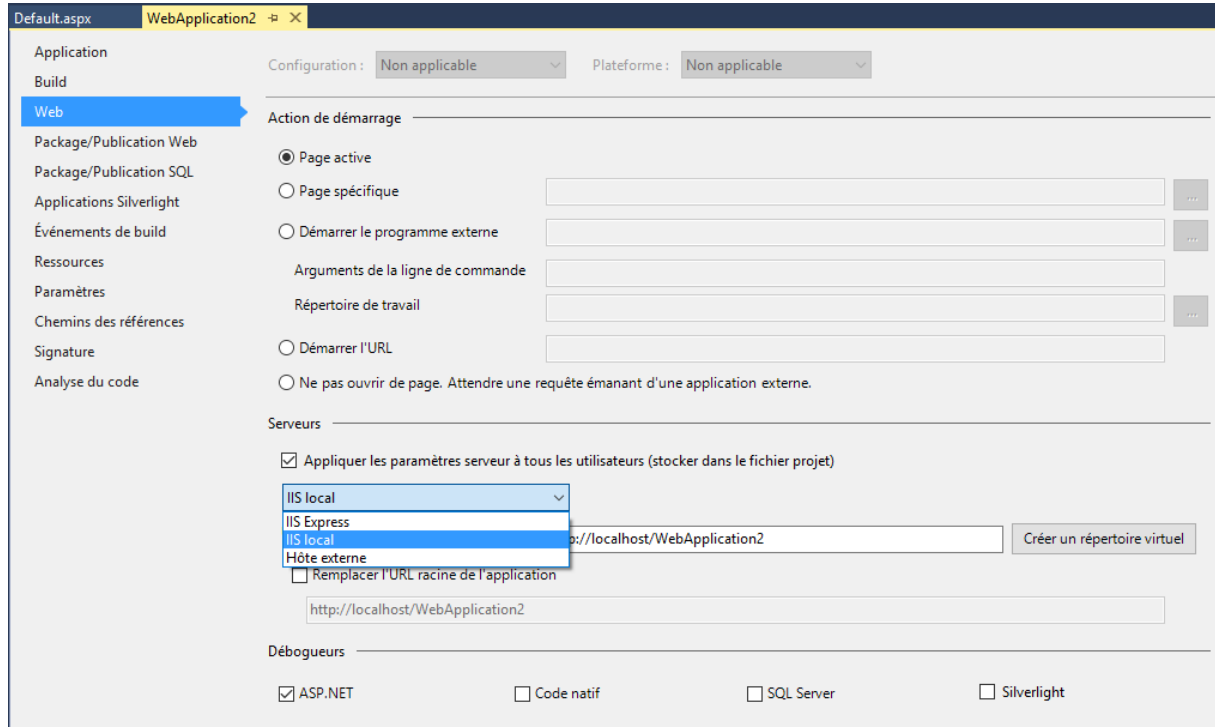 Default.aspx WebApplication2
Application
Build
Web
Package/Publication Web
Package/Publication SQL
Applications Silverlight
Événements de build
Ressources
Paramètres
Chemins des références
Signature
Analyse du code
Configuration : Non applicable Plateforme : Non applicable
Action de démarrage
Page active
Page spécifique ...
Démarrer le programme externe ...
Arguments de la ligne de commande
Répertoire de travail ...
Démarrer l'URL
Ne pas ouvrir de page. Attendre une requête émanant d'une application externe.
Serveurs
Appliquer les paramètres serveur à tous les utilisateurs (stocker dans le fichier projet)
IIS local
IIS Express
IIS local
p://localhost/WebApplication2 Créer un répertoire virtuel
Hôte externe
Remplacer l'URL racine de l'application
http://localhost/WebApplication2
Débogueurs
ASP.NET Code natif SQL Server Silverlight